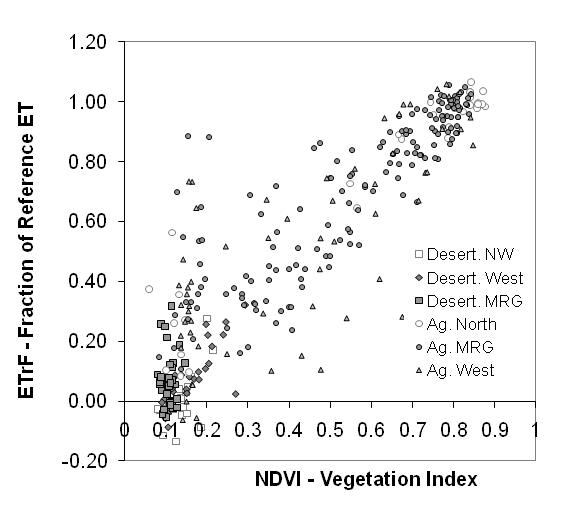 1.20
1.00
0.80
0.60
0.40
0.20
0.00
-0.20
ETrF - Fraction of Reference ET
Desert. NW
Desert. West
Desert. MRG
Ag. North
Ag. MRG
Ag. West
0 0.1 0.2 0.3 0.4 0.5 0.6 0.7 0.8 0.9 1
NDVI - Vegetation Index